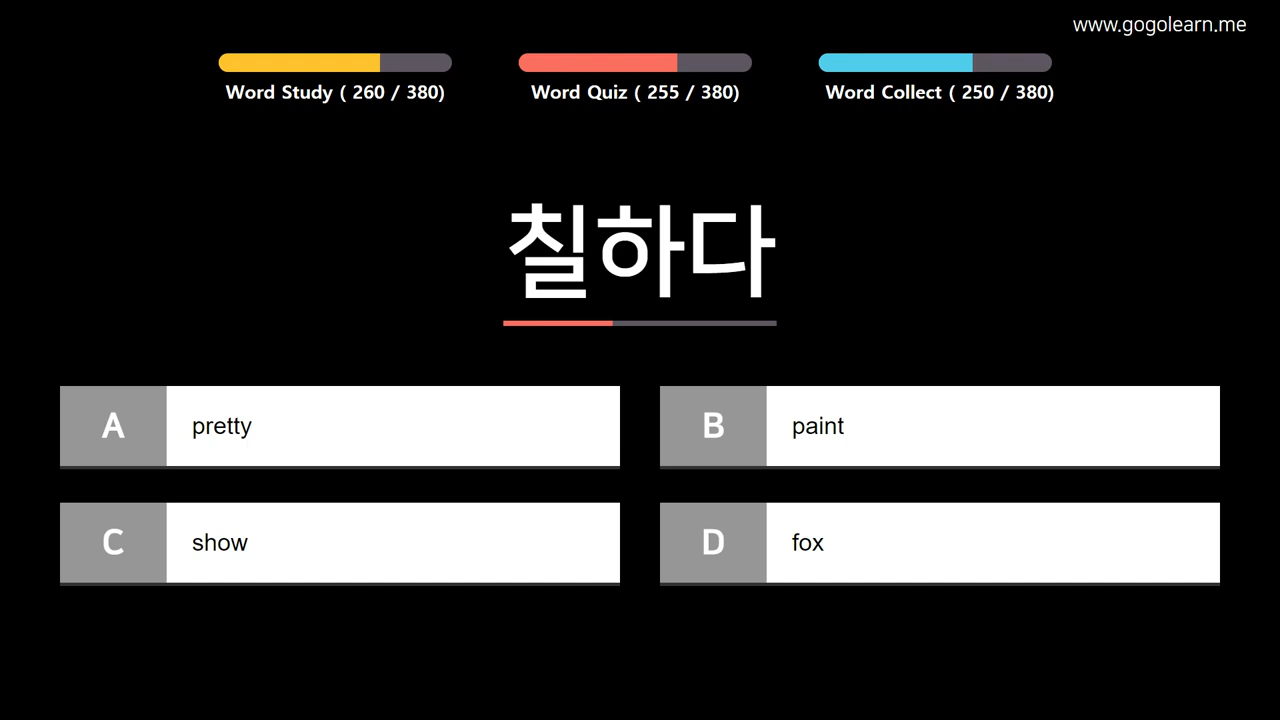 www.gogolearn.me
Word Study ( 260 / 380)
Word Quiz ( 255 / 380)
Word Collect ( 250 / 380)
칠하다
A pretty
B paint
C show
D fox